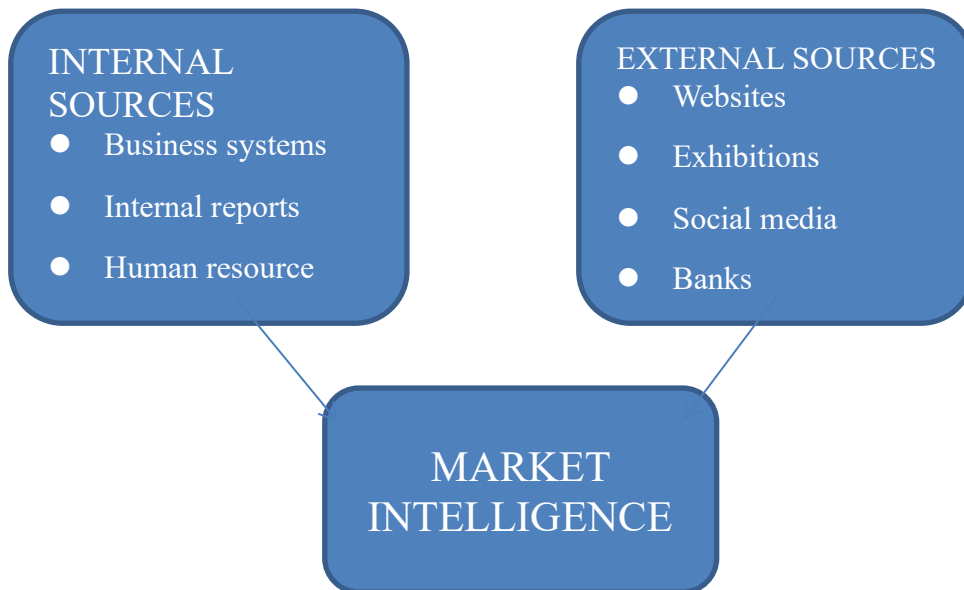 INTERNAL
SOURCES
● Business systems
● Internal reports
● Human resource
EXTERNAL SOURCES
● Websites
● Exhibitions
● Social media
● Banks
MARKET
INTELLIGENCE